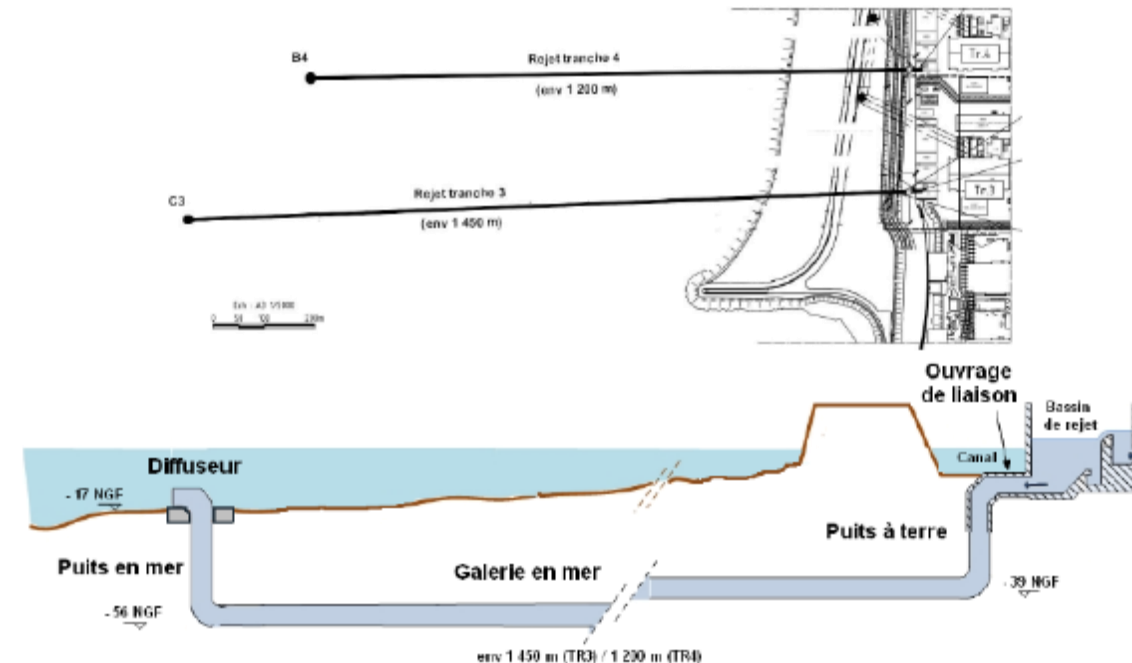 B4
Rejet tranche 4
(env 1 200 m)
Tr.4
C3
Rejet tranche 3
(env 1 450 m)
Tr.3
0
200m
Ouvrage
de liaison
Bassin
de rejet
Canal
Diffuseur
- 17 NGF
Puits à terre
Puits en mer
Galerie en mer
- 39 NGF
- 56 NGF
env 1 450 m (TR3) / 1 200 m (TR4)